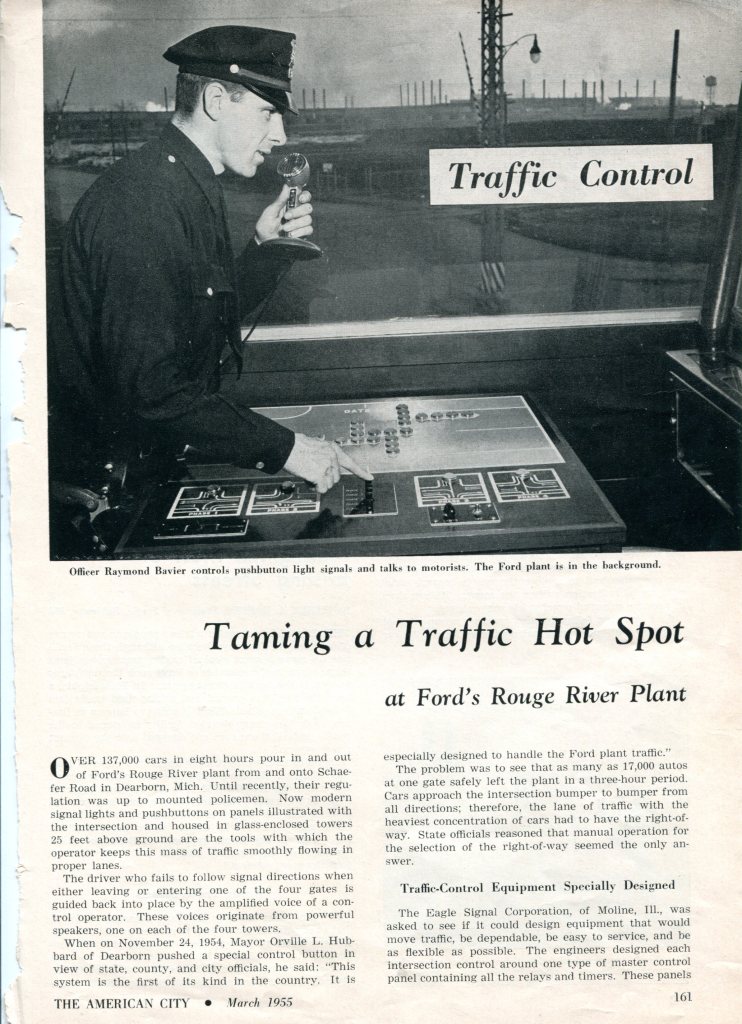 Traffic Control
GATE
PHASE
PHASE
Officer Raymond Bavier controls pushbutton light signals and talks to motorists. The Ford plant is in the background.
Taming a Traffic Hot Spot
at Ford's Rouge River Plant
OVER 137,000 cars in eight hours pour in and out
of Ford's Rouge River plant from and onto Schae-
fer Road in Dearborn, Mich. Until recently, their regu-
lation was up to mounted policemen. Now modern
signal lights and pushbuttons on panels illustrated with
the intersection and housed in glass-enclosed towers
25 feet above ground are the tools with which the
operator keeps this mass of traffic smoothly flowing in
proper lanes.
The driver who fails to follow signal directions when
either leaving or entering one of the four gates is
guided back into place by the amplified voice of a con-
trol operator. These voices originate from powerful
speakers, one on each of the four towers.
When on November 24, 1954, Mayor Orville L. Hub-
bard of Dearborn pushed a special control button in
view of state, county, and city officials, he said: "This
system is the first of its kind in the country. It is
especially designed to handle the Ford plant traffic."
The problem was to see that as many as 17,000 autos
at one gate safely left the plant in a three-hour period.
Cars approach the intersection bumper to bumper from
all directions; therefore, the lane of traffic with the
heaviest concentration of cars had to have the right-of-
way. State officials reasoned that manual operation for
the selection of the right-of-way seemed the only an-
swer.
Traffic-Control Equipment Specially Designed
The Eagle Signal Corporation, of Moline, Ill., was
asked to see if it could design equipment that would
move traffic, be dependable, be easy to service, and be
as flexible as possible. The engineers designed each
intersection control around one type of master control
panel containing all the relays and timers. These panels
THE AMERICAN CITY • March 1955
161